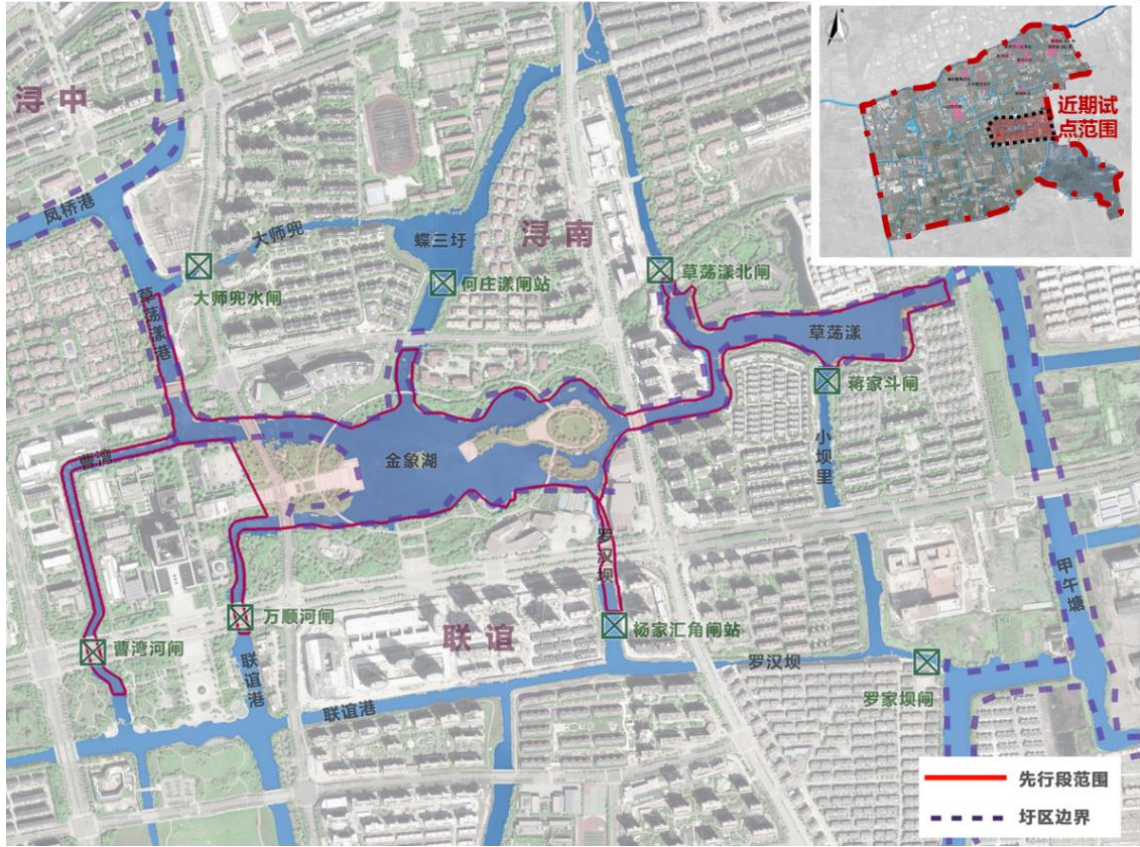 浔中
近期试
点范围
凤桥港
大师兜
蝶三圩
浔南
大师兜水闸
何庄漾闸站
草荡漾北闸
草荡漾港
草荡漾
蒋家斗闸
曹湾
金象湖
小坝里
罗汉坝
甲午塘
万顺河闸
联谊
杨家汇角闸站
曹湾河闸
联谊港
罗汉坝
罗家坝闸
联谊港
先行段范围
圩区边界